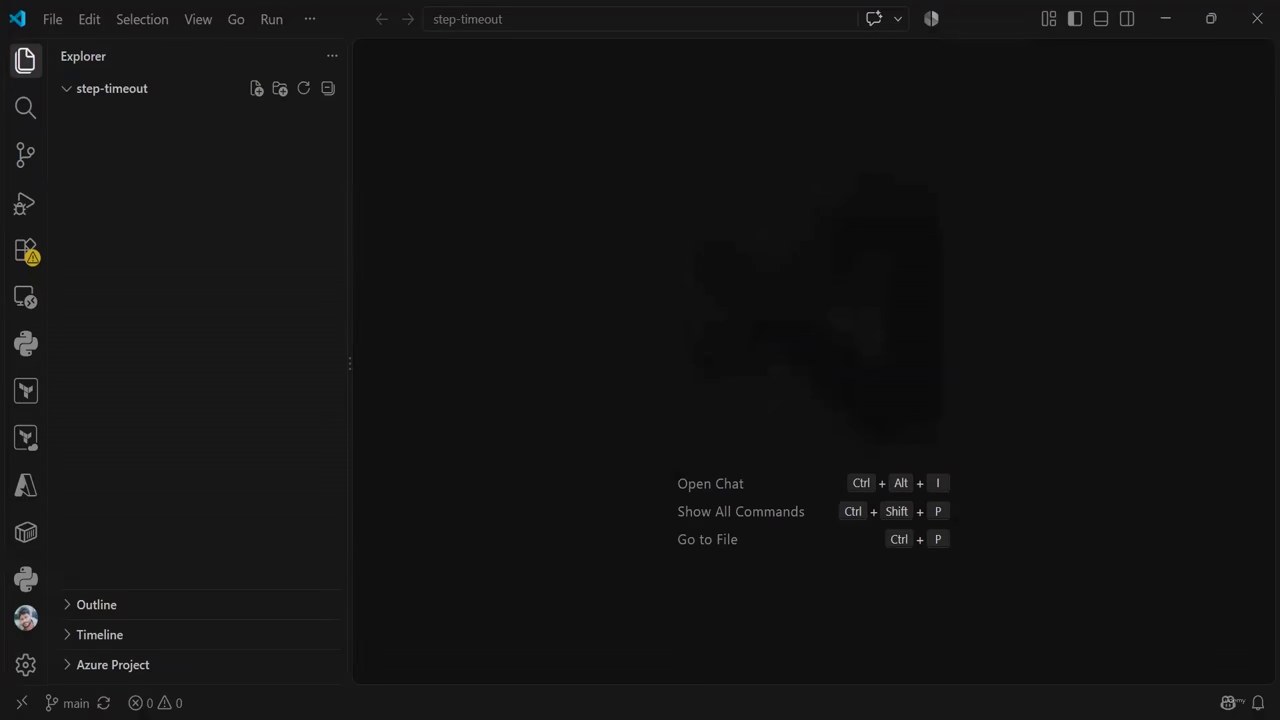 File Edit Selection View Go Run ···
step-timeout
Explorer
step-timeout
Open Chat Ctrl + Alt + I
Show All Commands Ctrl + Shift + P
Go to File Ctrl + P
Outline
Timeline
Azure Project
main 0 0